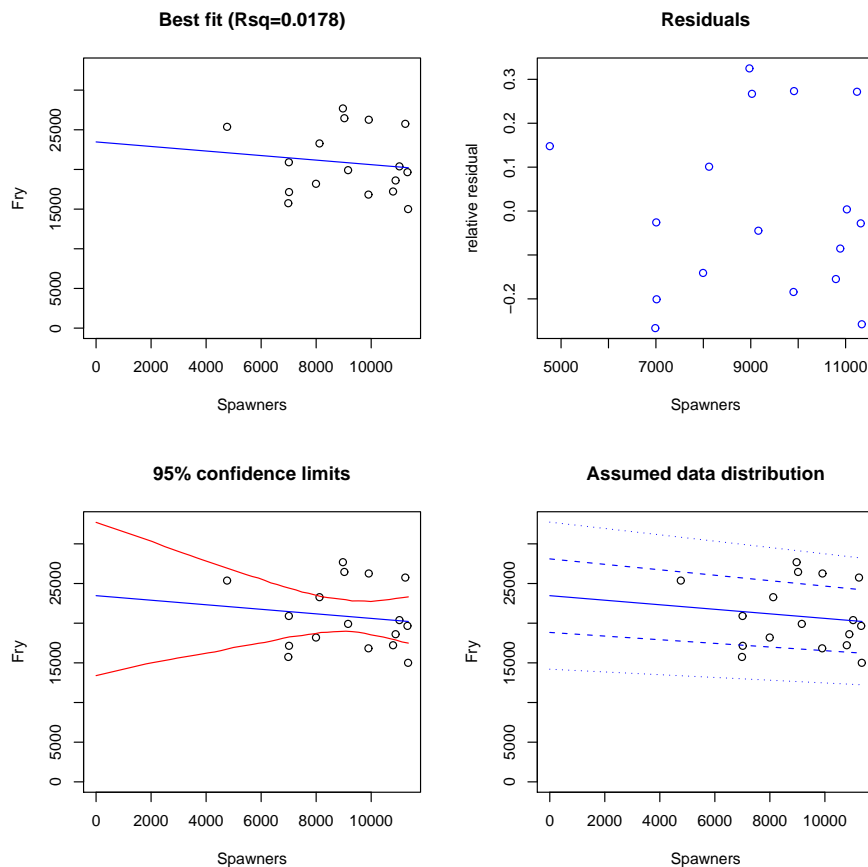 Best fit (Rsq=0.0178)
Fry
0 5000 15000 25000
0 2000 4000 6000 8000 10000
Spawners
Residuals
relative residual
−0.2 0.0 0.1 0.2 0.3
5000 7000 9000 11000
Spawners
95% confidence limits
Fry
0 5000 15000 25000
0 2000 4000 6000 8000 10000
Spawners
Assumed data distribution
Fry
0 5000 15000 25000
0 2000 4000 6000 8000 10000
Spawners